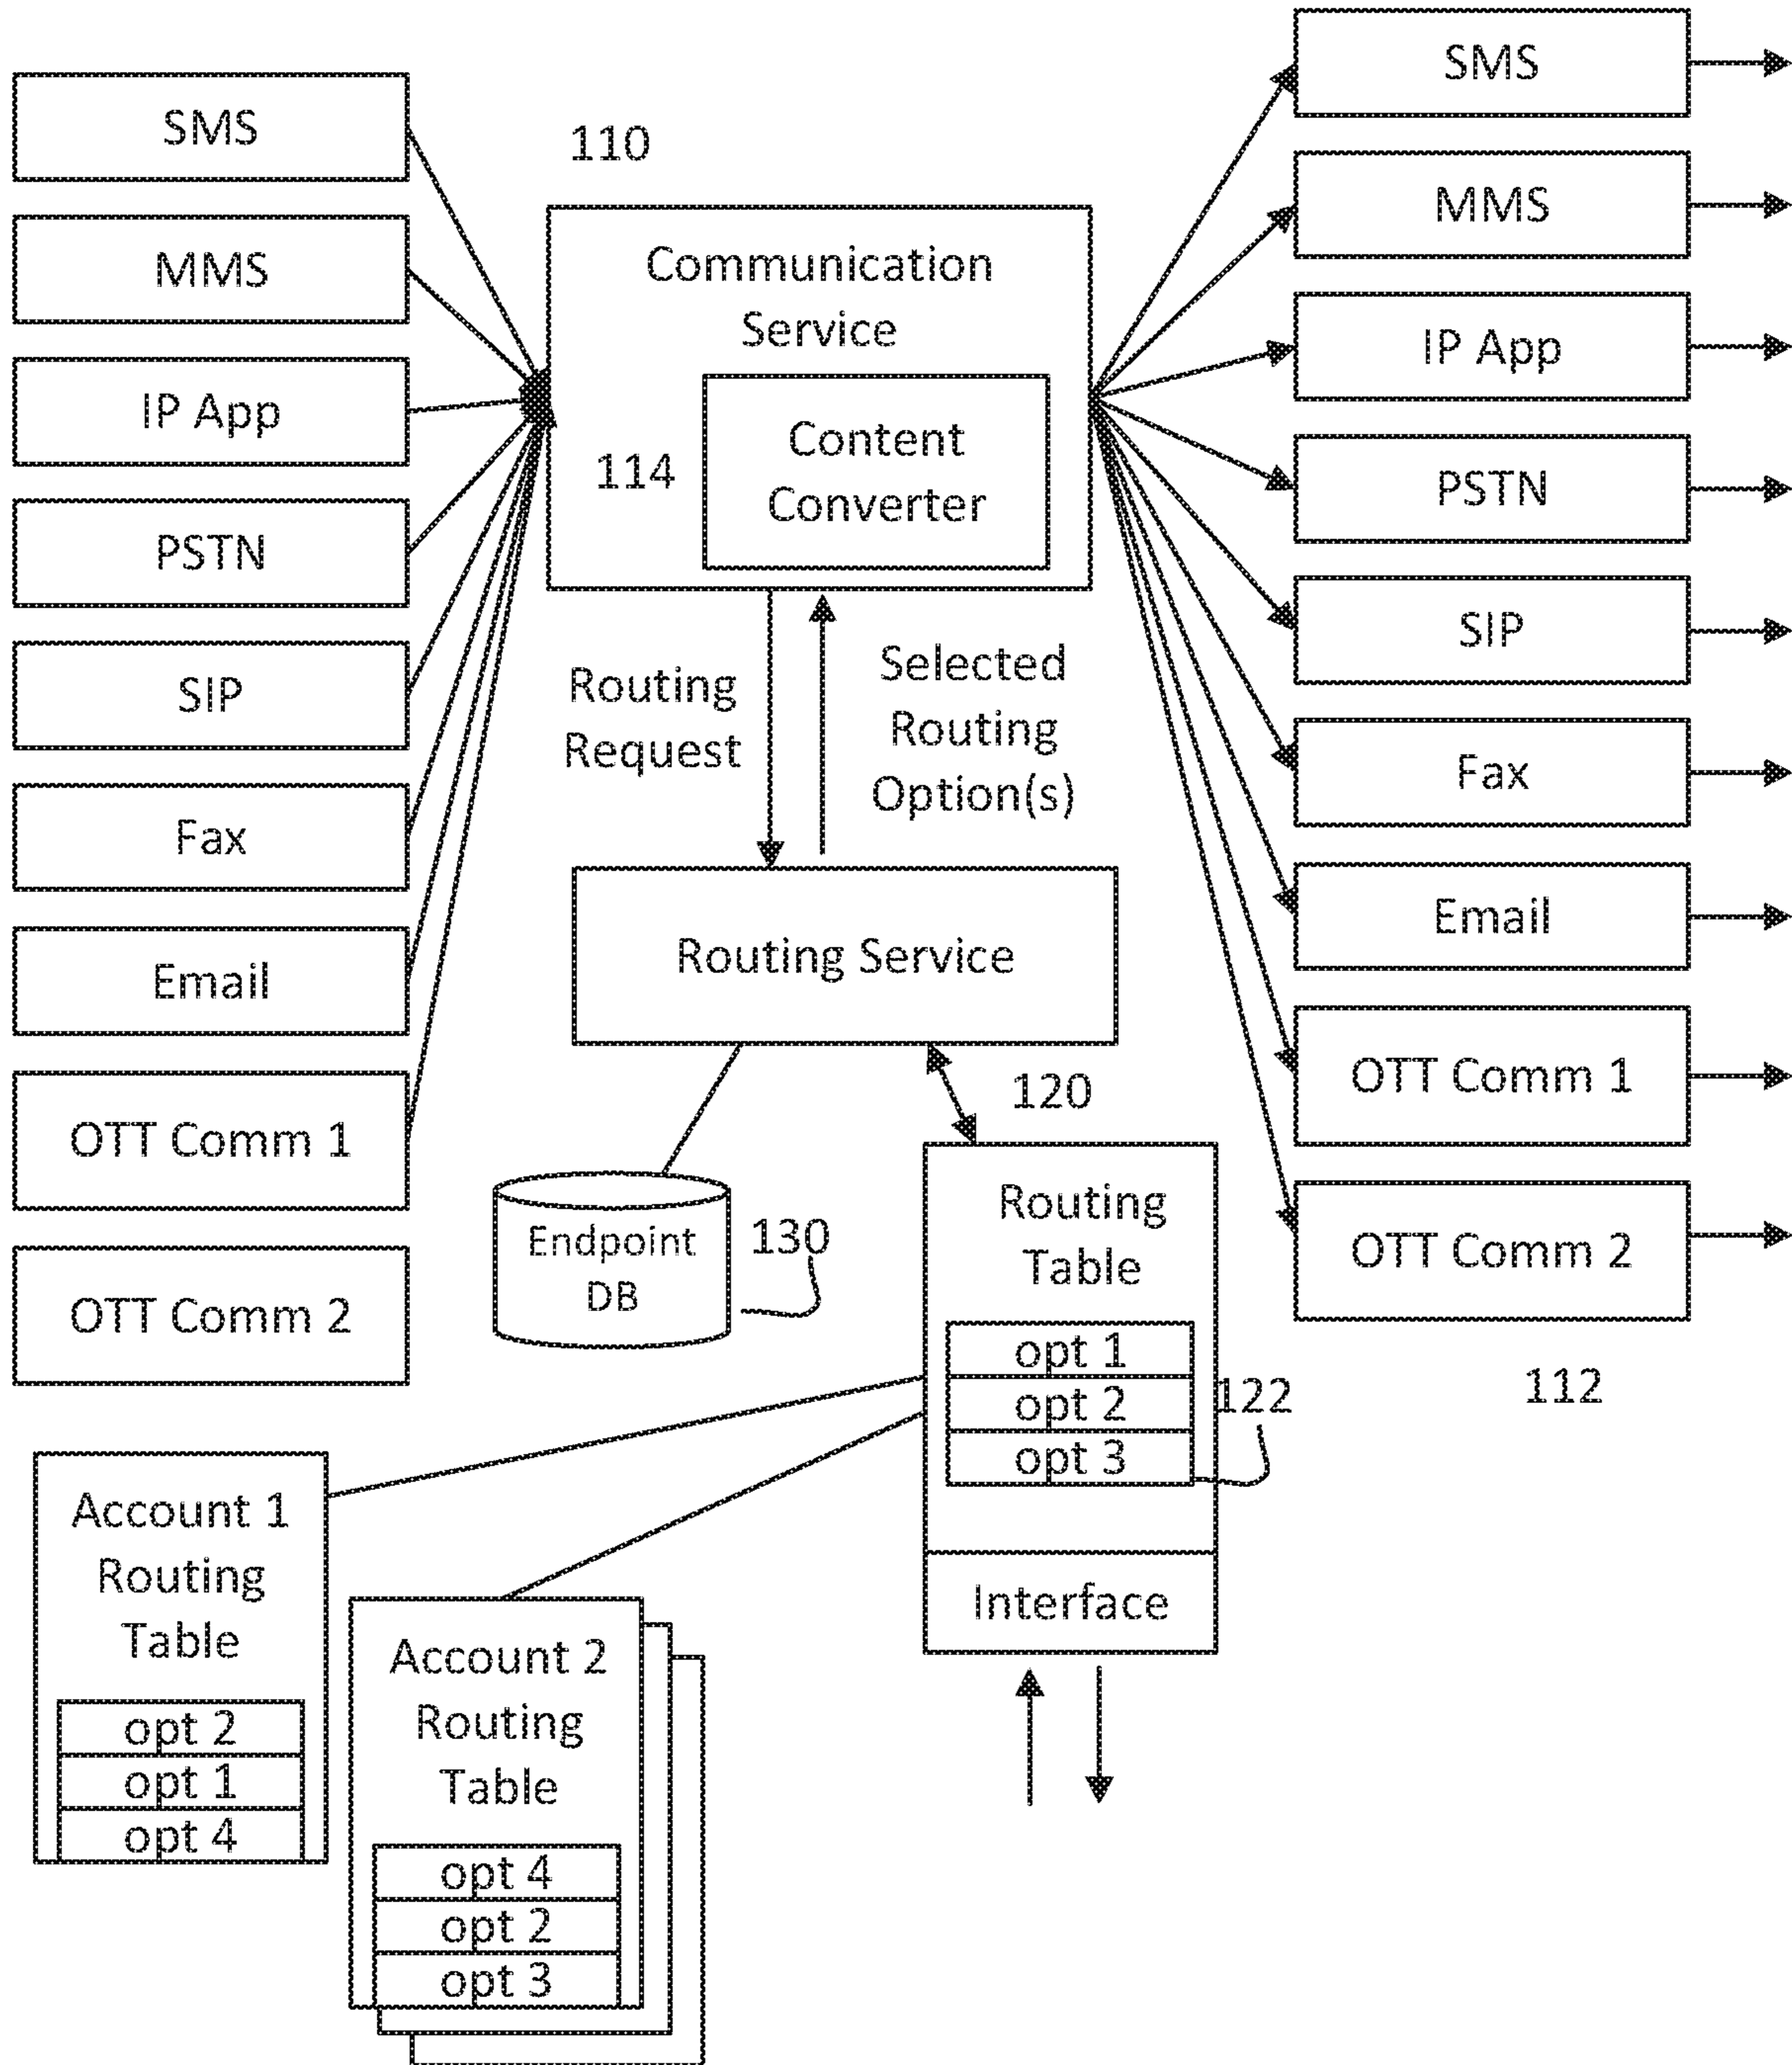 SMS
MMS
IP App
PSTN
SIP
Fax
Email
OTT Comm 1
OTT Comm 2
110
Communication
Service
114
Content
Converter
Routing
Request
Selected
Routing
Option(s)
Routing Service
120
Endpoint
DB
130
Routing
Table
opt 1
opt 2
opt 3
122
Interface
SMS
MMS
IP App
PSTN
SIP
Fax
Email
OTT Comm 1
OTT Comm 2
112
Account 1
Routing
Table
opt 2
opt 1
opt 4
Account 2
Routing
Table
opt 4
opt 2
opt 3